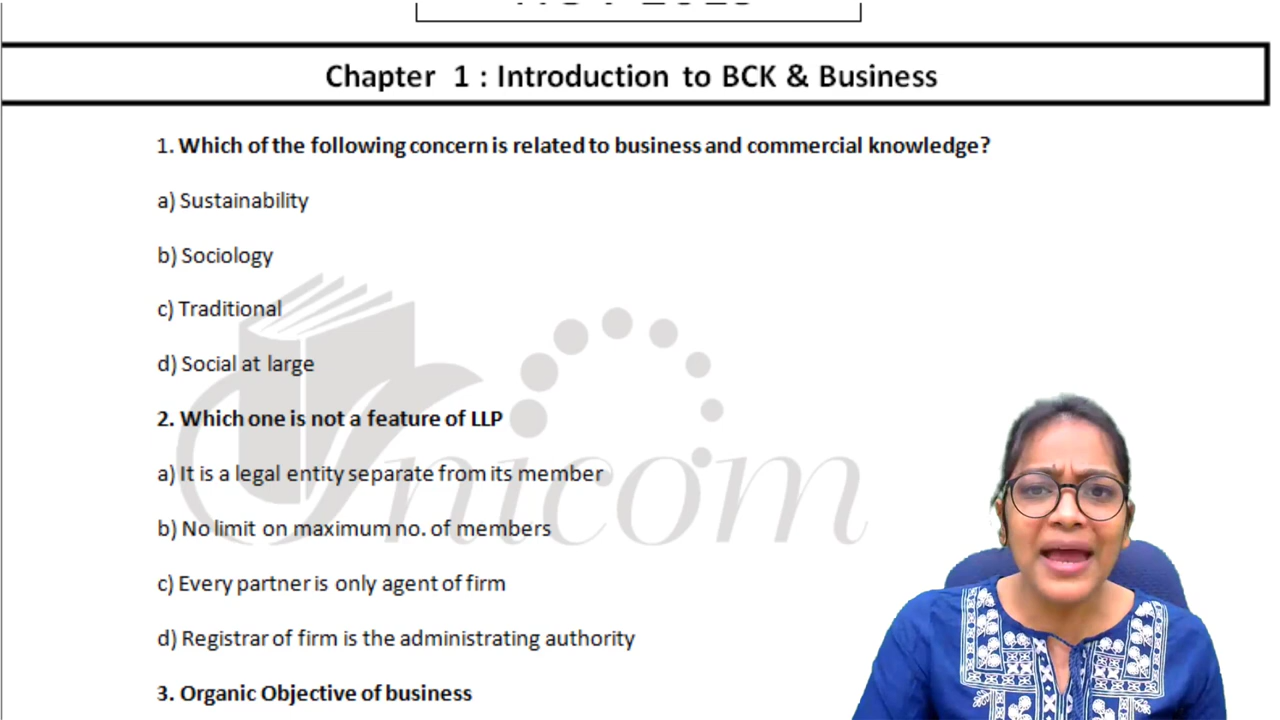 Chapter 1 : Introduction to BCK & Business
1. Which of the following concern is related to business and commercial knowledge?
a) Sustainability
b) Sociology
c) Traditional
d) Social at large
2. Which one is not a feature of LLP
a) It is a legal entity separate from its member
b) No limit on maximum no. of members
c) Every partner is only agent of firm
d) Registrar of firm is the administrating authority
3. Organic Objective of business
Unicom